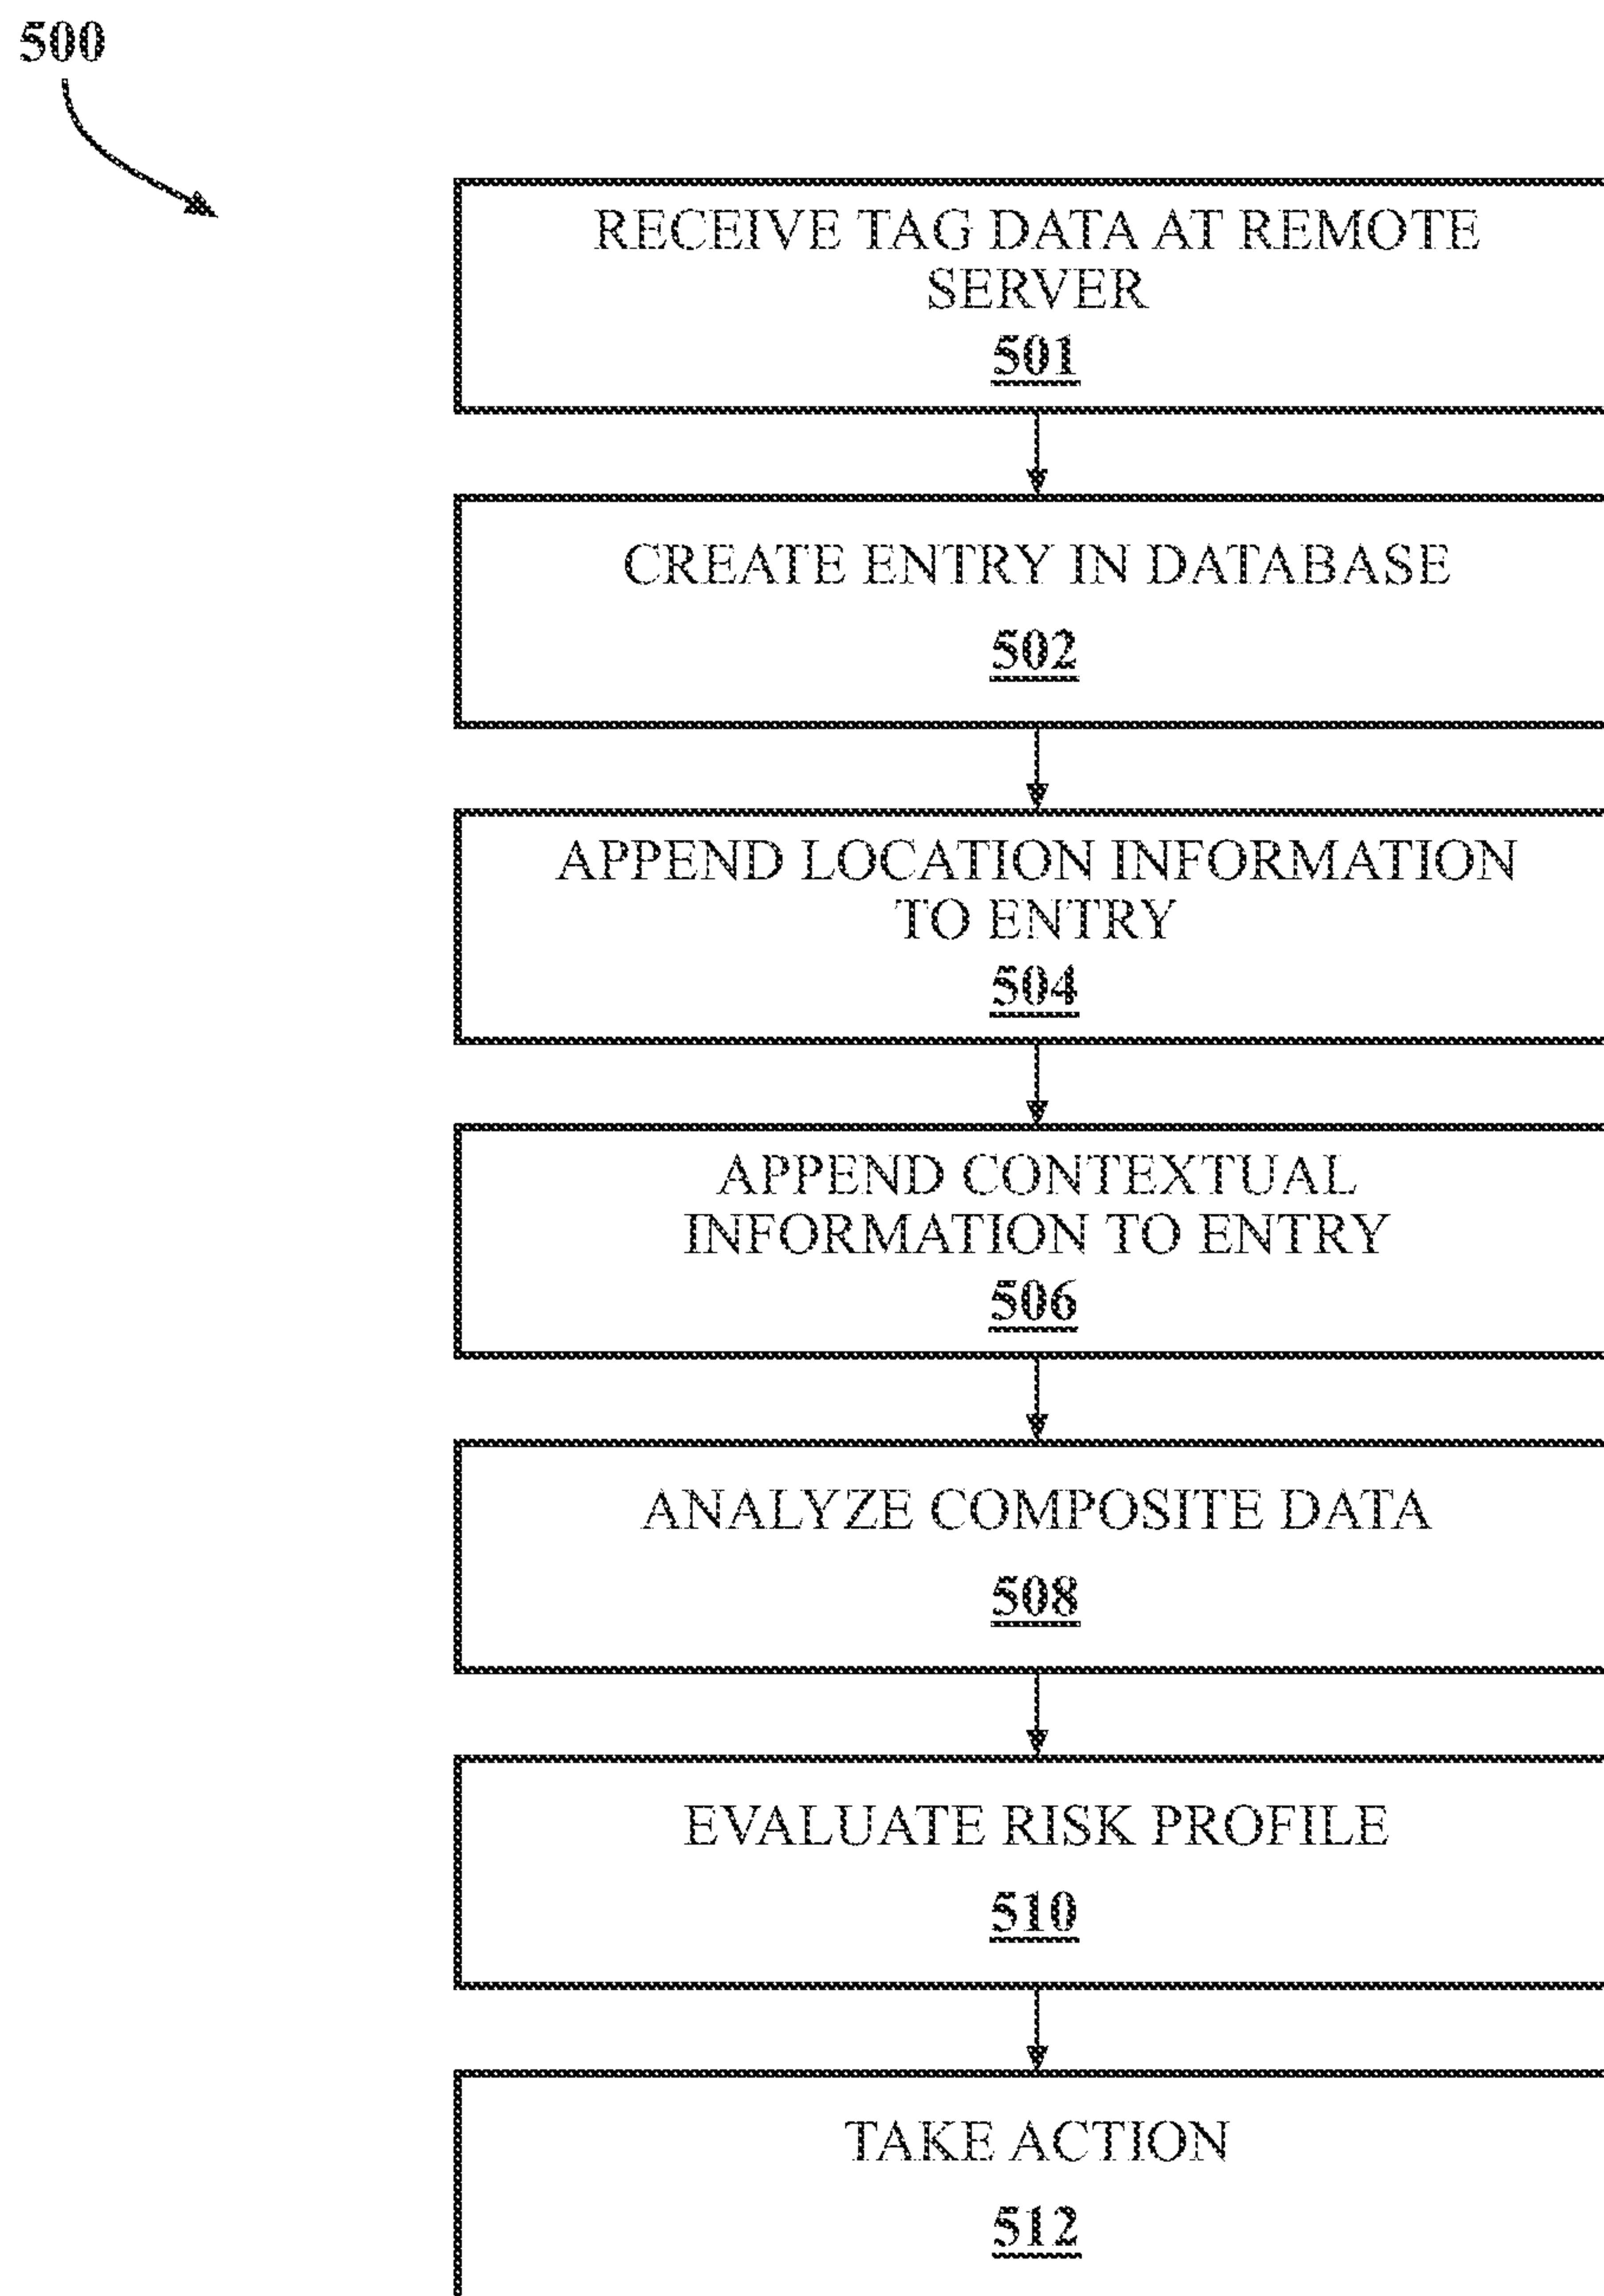 500
RECEIVE TAG DATA AT REMOTE
SERVER
501
CREATE ENTRY IN DATABASE
502
APPEND LOCATION INFORMATION
TO ENTRY
504
APPEND CONTEXTUAL
INFORMATION TO ENTRY
506
ANALYZE COMPOSITE DATA
508
EVALUATE RISK PROFILE
510
TAKE ACTION
512